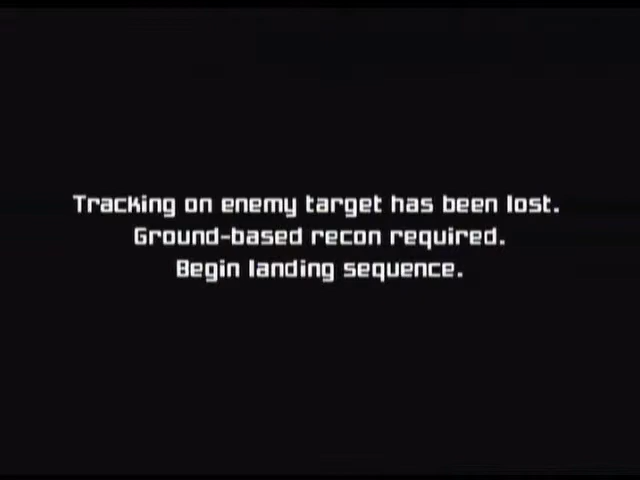 Tracking on enemy target has been lost.
Ground-based recon required.
Begin landing sequence.